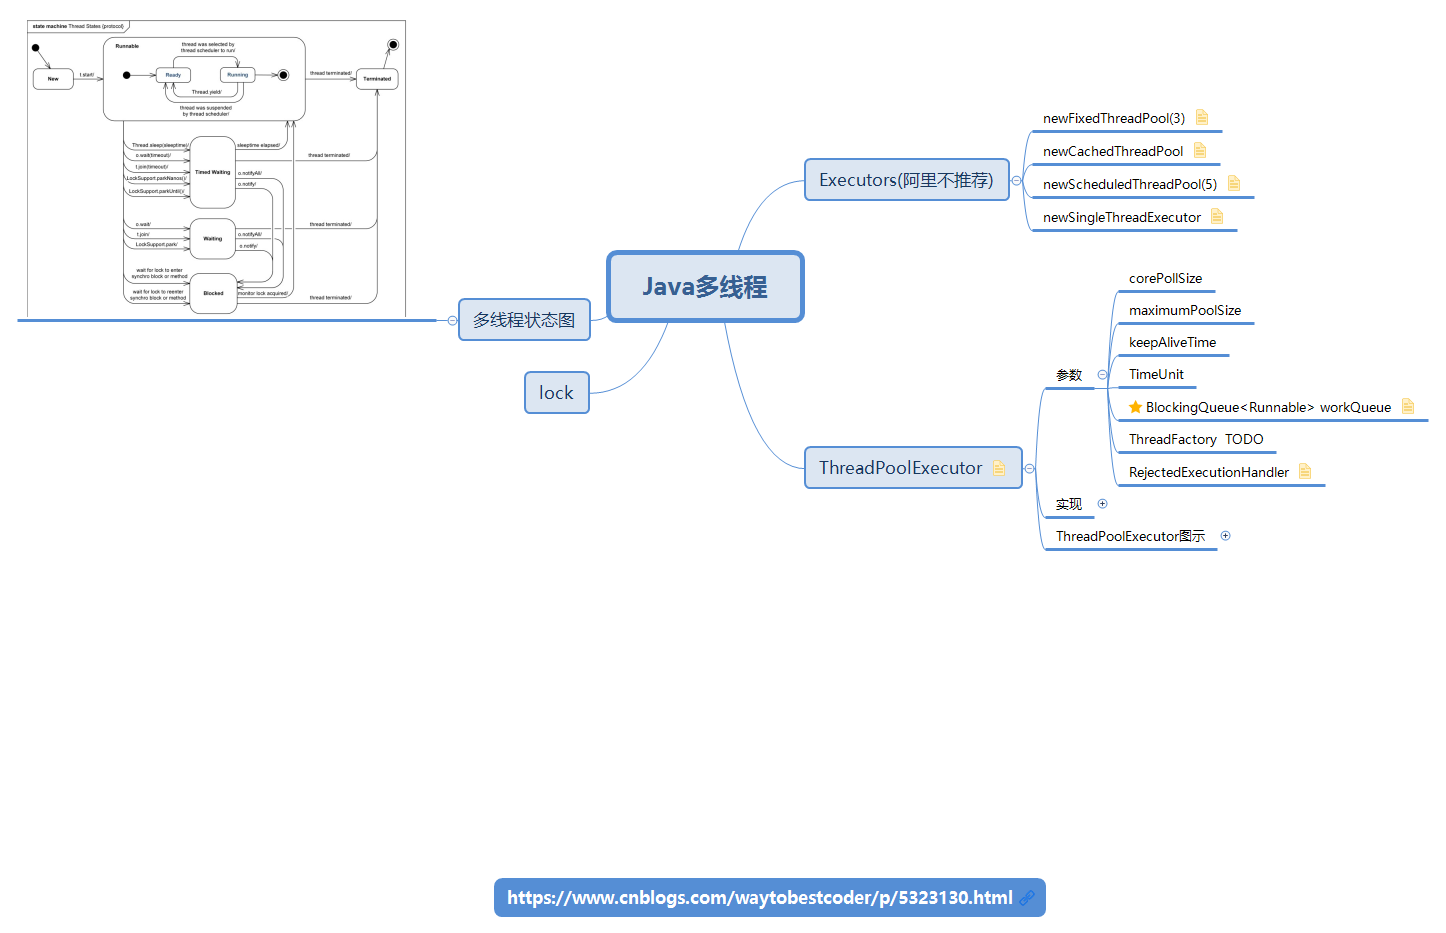 state machine Thread States {protocol}
New
t.start/
Runnable
thread was selected by
thread scheduler to run/
Ready
Running
Thread.yield/
thread was suspended
by thread scheduler/
thread terminated/
Terminated
Thread sleep(sleeptime)/
o.wait(timeout)/
t.join(timeout)/
LockSupport.parkNanos()/
LockSupport.parkUntil()/
Timed Waiting
sleeptime elapsed/
thread terminated/
o.notifyAll/
o.notify/
o.wait/
t.join/
LockSupport.park/
Waiting
thread terminated/
o.notifyAll/
o.notify/
wait for lock to enter
synchro block or method
wait for lock to reenter
synchro block or method
Blocked
monitor lock acquired/
thread terminated/
多线程状态图
lock
Java多线程
Executors(阿里不推荐)
newFixedThreadPool(3)
newCachedThreadPool
newScheduledThreadPool(5)
newSingleThreadExecutor
ThreadPoolExecutor
参数
corePollSize
maximumPoolSize
keepAliveTime
TimeUnit
BlockingQueue<Runnable> workQueue
ThreadFactory  TODO
RejectedExecutionHandler
实现
ThreadPoolExecutor图示
https://www.cnblogs.com/waytobestcoder/p/5323130.html